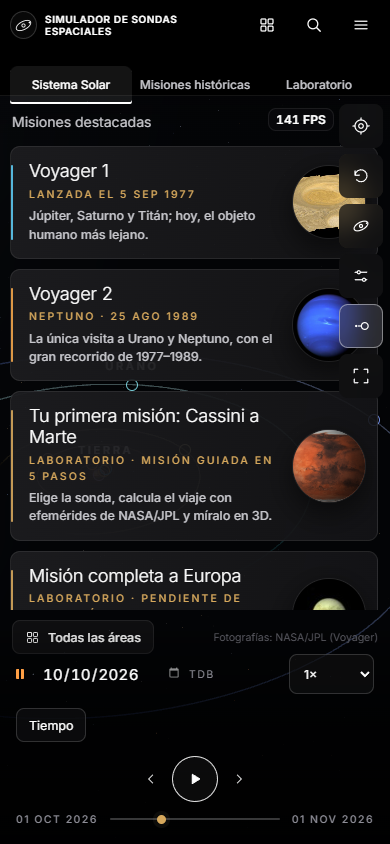 SIMULADOR DE SONDAS
ESPACIALES
Sistema Solar
Misiones históricas
Laboratorio
Misiones destacadas
141 FPS
Voyager 1
LANZADA EL 5 SEP 1977
Júpiter, Saturno y Titán; hoy, el objeto
humano más lejano.
Voyager 2
NEPTUNO · 25 AGO 1989
La única visita a Urano y Neptuno, con el
gran recorrido de 1977–1989.
URANO
Tu primera misión: Cassini a
Marte
TIERRA
LABORATORIO · MISIÓN GUIADA EN
5 PASOS
Elige la sonda, calcula el viaje con
efemérides de NASA/JPL y míralo en 3D.
Misión completa a Europa
LABORATORIO · PENDIENTE DE
Todas las áreas
Fotografías: NASA/JPL (Voyager)
10/10/2026
TDB
1×
Tiempo
01 OCT 2026
01 NOV 2026